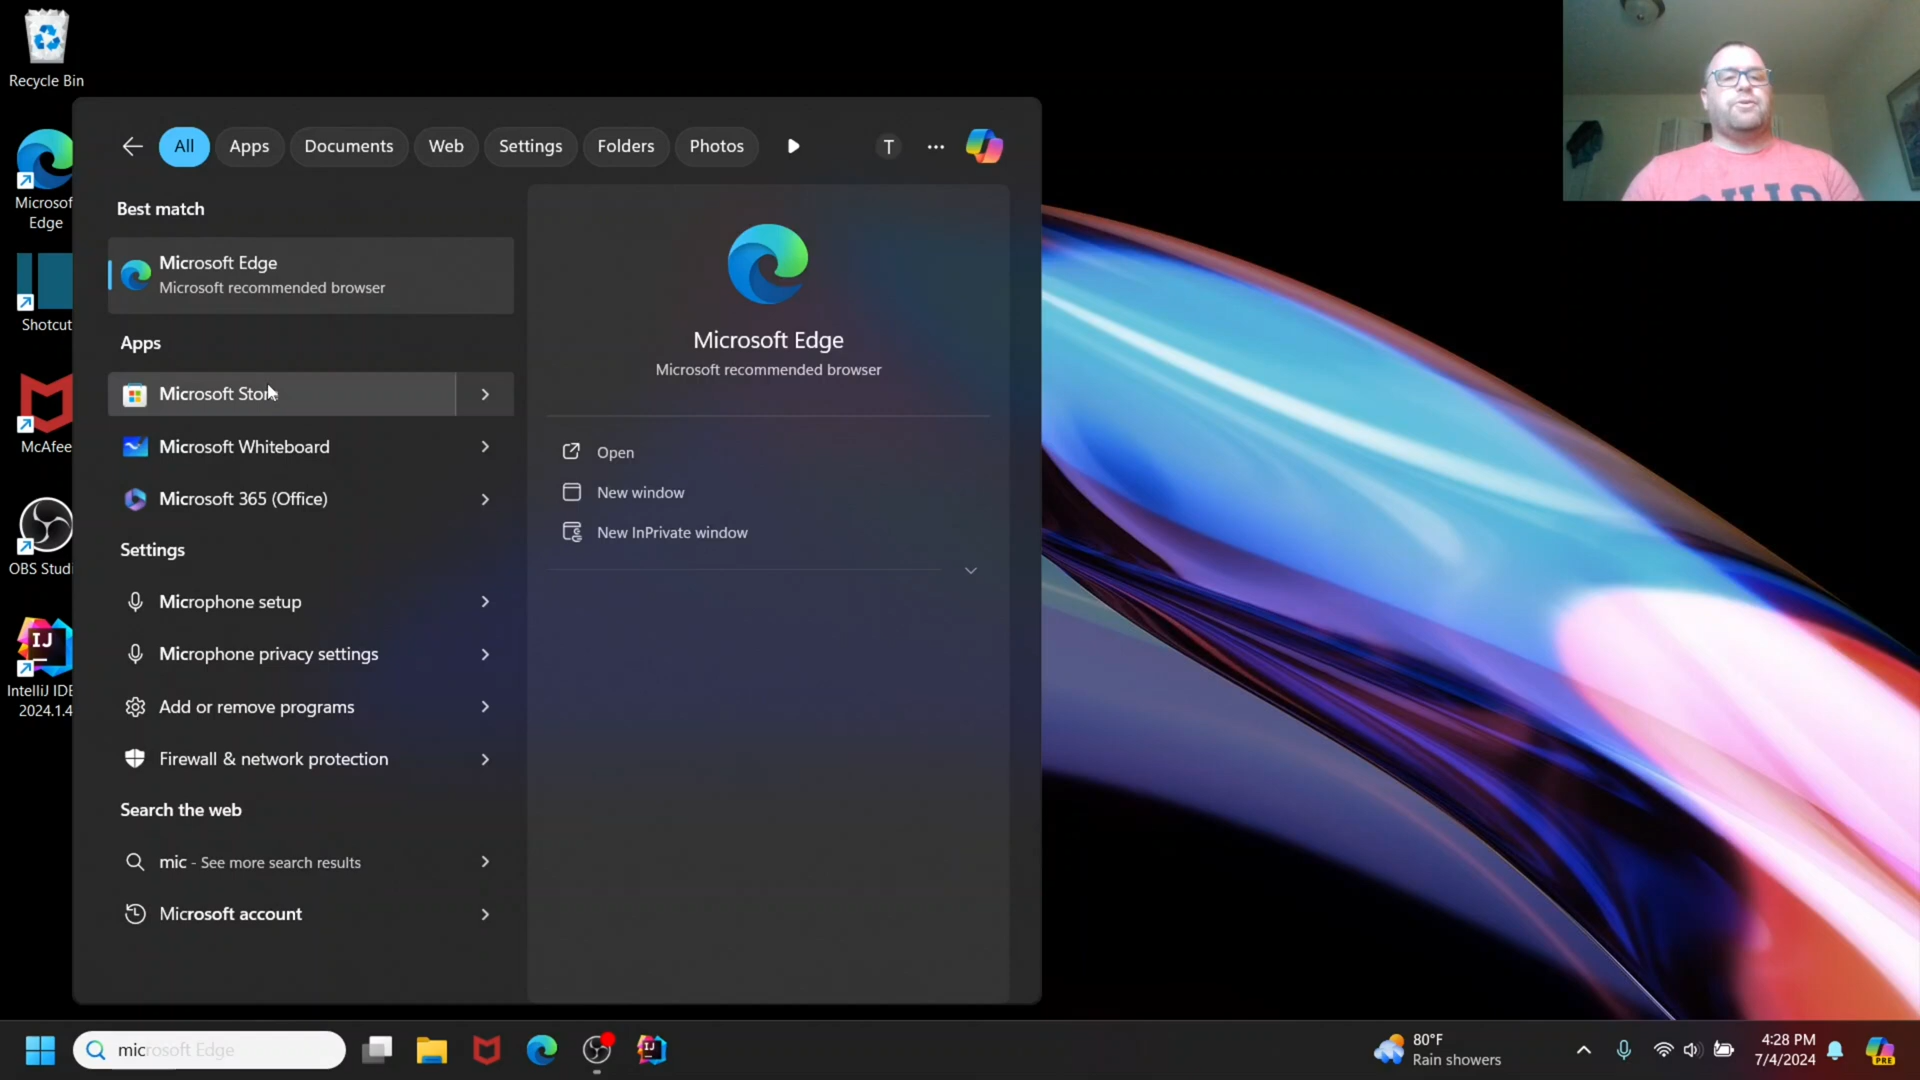 Recycle Bin
All
Apps
Documents
Web
Settings
Folders
Photos
T
Best match
Microsoft Edge
Microsoft recommended browser
Apps
Microsoft Store
Microsoft Whiteboard
Microsoft 365 (Office)
Settings
Microphone setup
Microphone privacy settings
Add or remove programs
Firewall & network protection
Search the web
mic - See more search results
Microsoft account
Microsoft Edge
Microsoft recommended browser
Open
New window
New InPrivate window
Microsof
Edge
Shotcut
McAfee
OBS Studi
IJ
IntelliJ IDE
2024.1.4
microsoft Edge
IJ
80°F
Rain showers
4:28 PM
7/4/2024
PRE